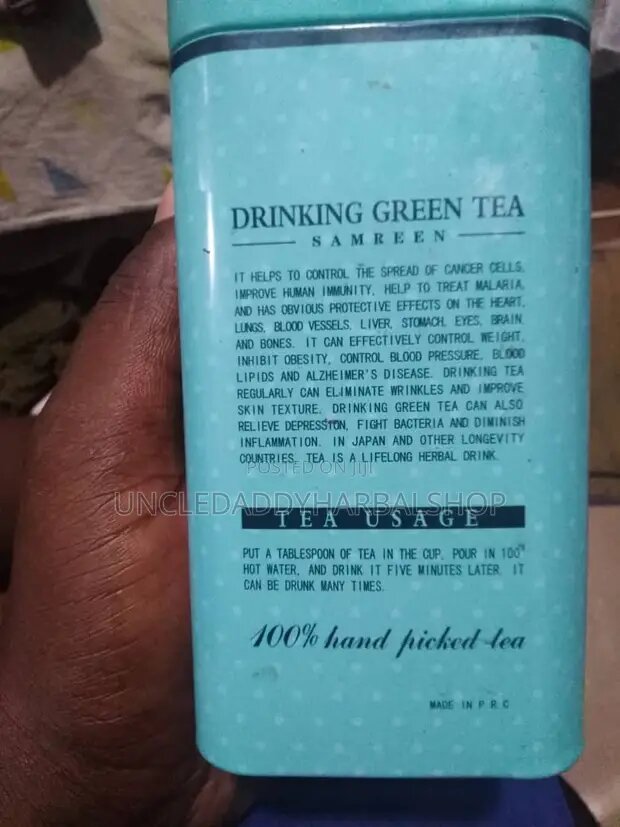 DRINKING GREEN TEA
SAMREEN
IT HELPS TO CONTROL THE SPREAD OF CANCER CELLS,
IMPROVE HUMAN IMMUNITY, HELP TO TREAT MALARIA,
AND HAS OBVIOUS PROTECTIVE EFFECTS ON THE HEART,
LUNGS, BLOOD VESSELS, LIVER, STOMACH, EYES, BRAIN,
AND BONES. IT CAN EFFECTIVELY CONTROL WEIGHT,
INHIBIT OBESITY, CONTROL BLOOD PRESSURE, BLOOD
LIPIDS AND ALZHEIMER'S DISEASE. DRINKING TEA
REGULARLY CAN ELIMINATE WRINKLES AND IMPROVE
SKIN TEXTURE. DRINKING GREEN TEA CAN ALSO
RELIEVE DEPRESSION, FIGHT BACTERIA AND DIMINISH
INFLAMMATION. IN JAPAN AND OTHER LONGEVITY
COUNTRIES, TEA IS A LIFELONG HERBAL DRINK.
POSTED ON JIJI
UNCLEDADDYHARBALSHOP
TEA USAGE
PUT A TABLESPOON OF TEA IN THE CUP, POUR IN 100°
HOT WATER, AND DRINK IT FIVE MINUTES LATER. IT
CAN BE DRUNK MANY TIMES.
100% hand picked tea
MADE IN P.R.C